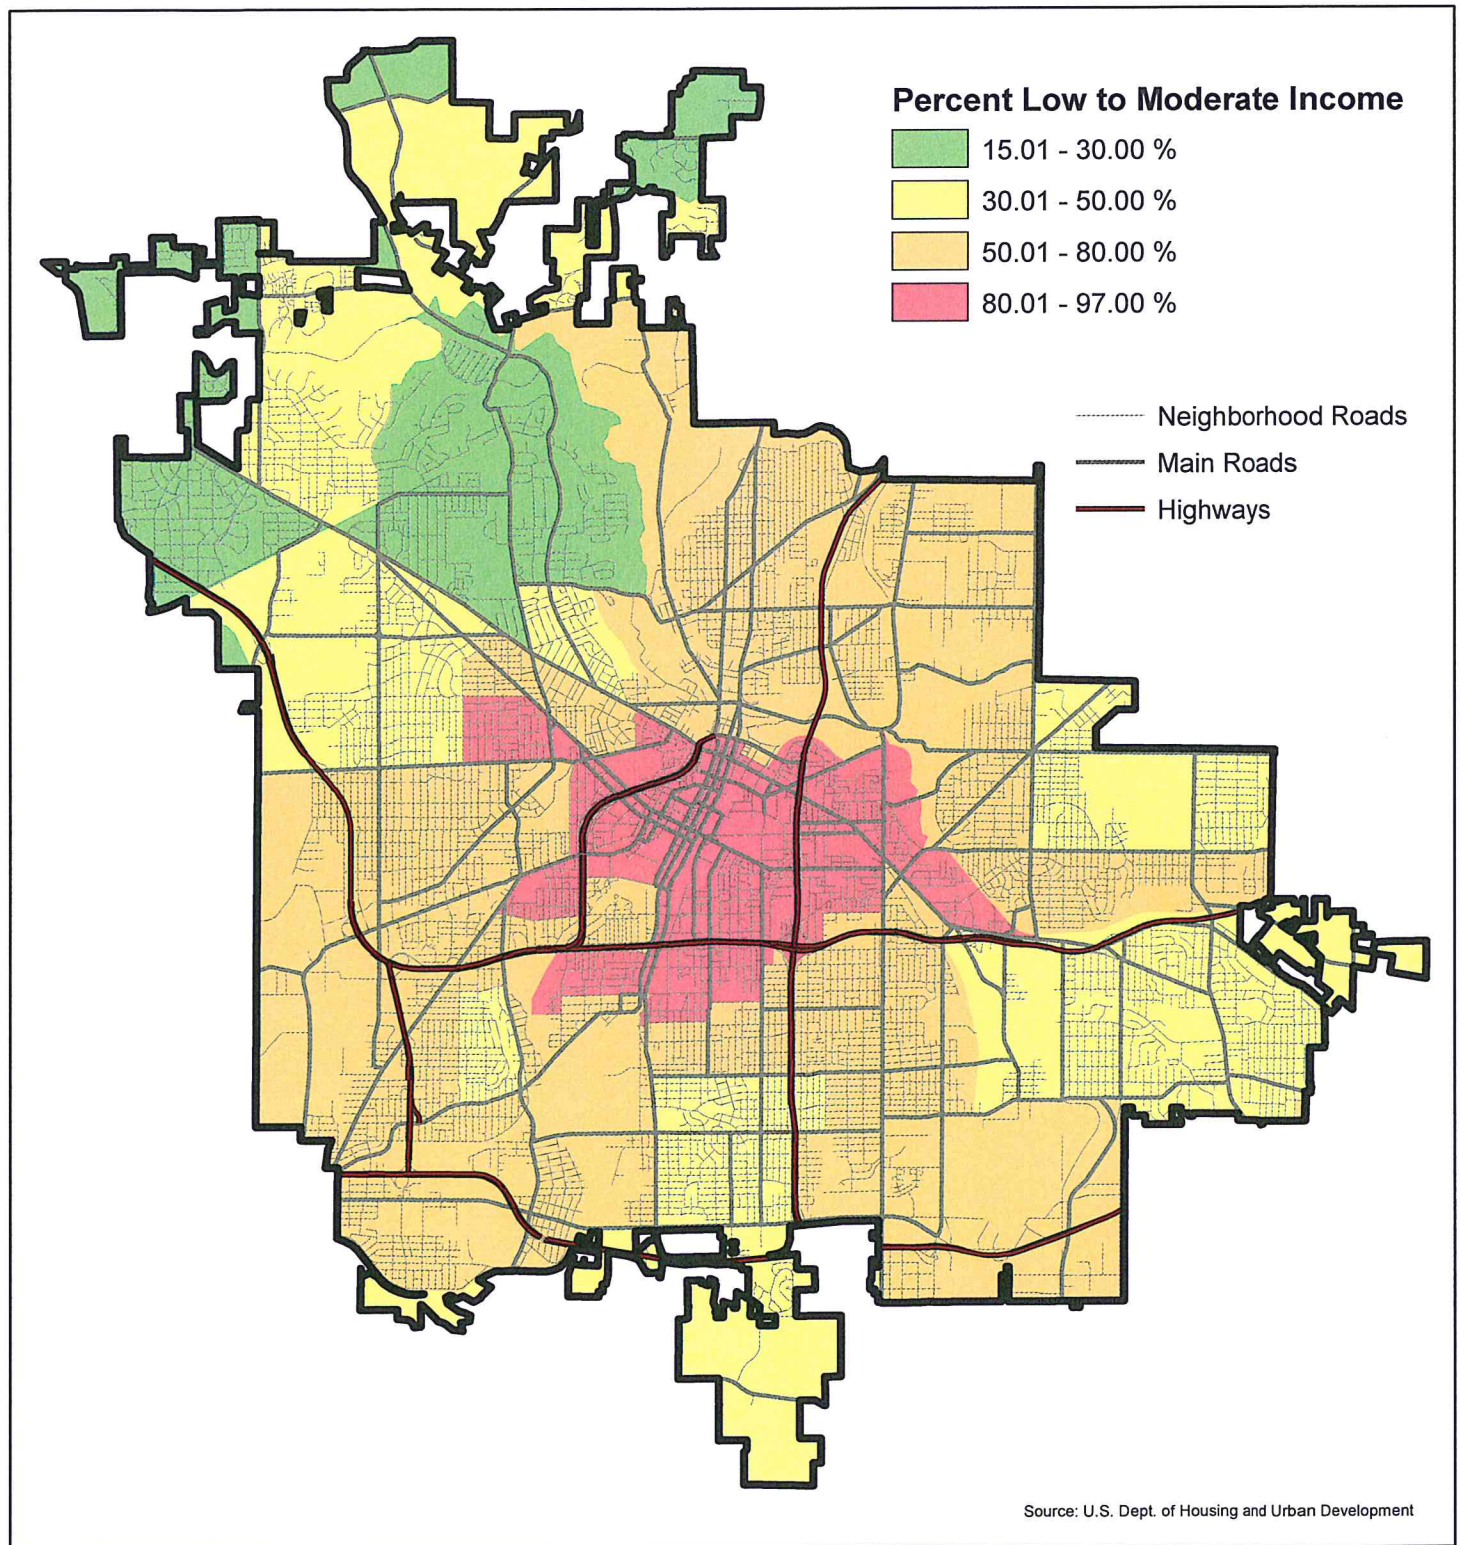 Percent Low to Moderate Income
15.01 - 30.00 %
30.01 - 50.00 %
50.01 - 80.00 %
80.01 - 97.00 %
Neighborhood Roads
Main Roads
Highways
Source: U.S. Dept. of Housing and Urban Development